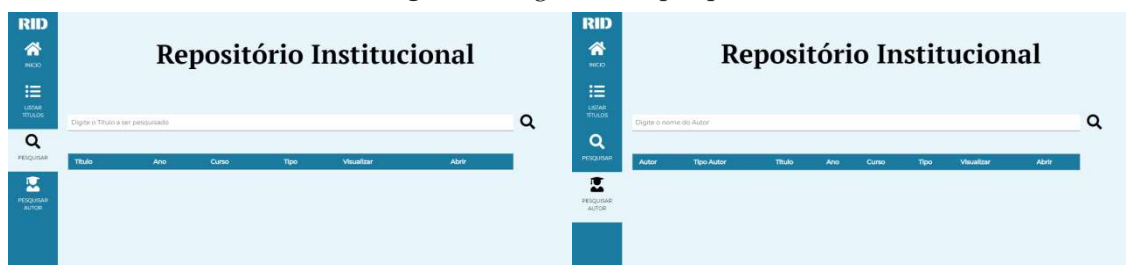 RID
INICIO
LISTAR
TÍTULOS
PESQUISAR
PESQUISAR
AUTOR
Repositório Institucional
Digite o Título a ser pesquisado
Título Ano Curso Tipo Visualizar Abrir
RID
INICIO
LISTAR
TÍTULOS
PESQUISAR
PESQUISAR
AUTOR
Repositório Institucional
Digite o nome do Autor
Autor Tipo Autor Título Ano Curso Tipo Visualizar Abrir